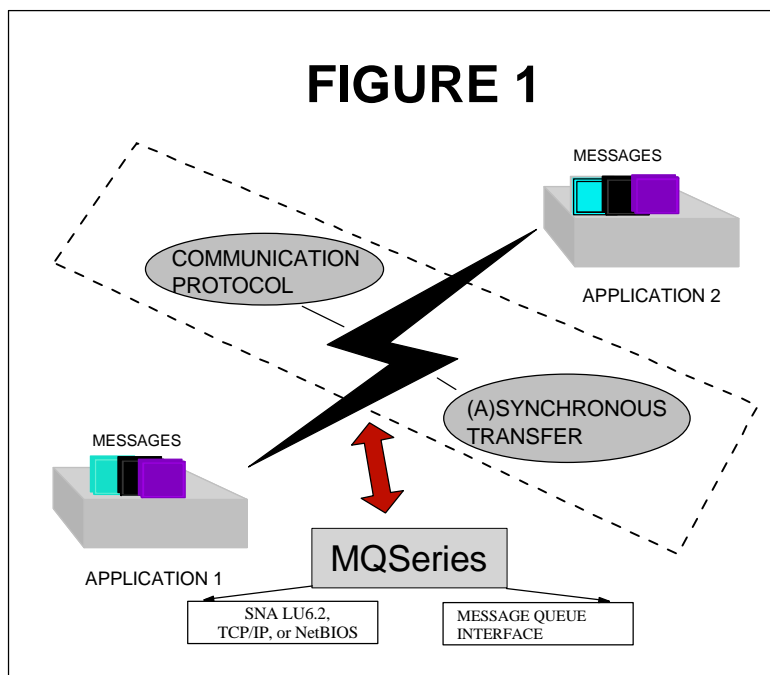 FIGURE 1
MESSAGES
COMMUNICATION
PROTOCOL
APPLICATION 2
(A)SYNCHRONOUS
TRANSFER
MESSAGES
APPLICATION 1
MQSeries
SNA LU6.2,
TCP/IP, or NetBIOS
MESSAGE QUEUE
INTERFACE